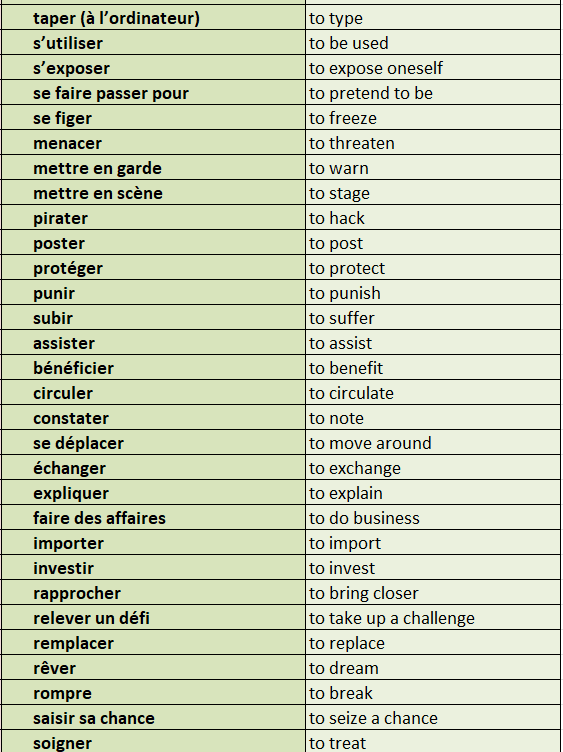 taper (à l’ordinateur) to type
s’utiliser to be used
s’exposer to expose oneself
se faire passer pour to pretend to be
se figer to freeze
menacer to threaten
mettre en garde to warn
mettre en scène to stage
pirater to hack
poster to post
protéger to protect
punir to punish
subir to suffer
assister to assist
bénéficier to benefit
circuler to circulate
constater to note
se déplacer to move around
échanger to exchange
expliquer to explain
faire des affaires to do business
importer to import
investir to invest
rapprocher to bring closer
relever un défi to take up a challenge
remplacer to replace
rêver to dream
rompre to break
saisir sa chance to seize a chance
soigner to treat